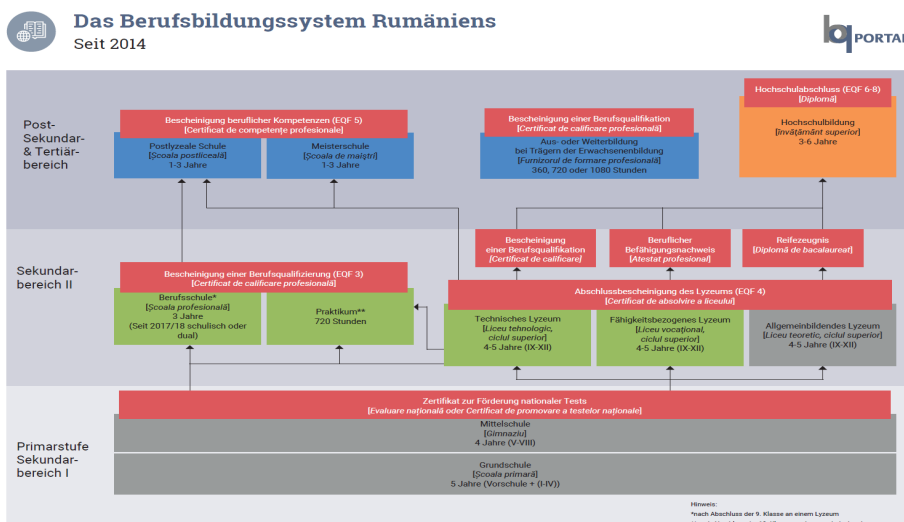 Das Berufsbildungssystem Rumäniens
Seit 2014
bq PORTAL
Post-
Sekundar-
& Tertiär-
bereich
Bescheinigung beruflicher Kompetenzen (EQF 5)
[Certificat de competențe profesionale]
Postlyzeale Schule
[Școala postliceală]
1-3 Jahre
Meisterschule
[Școala de maiștri]
1-3 Jahre
Bescheinigung einer Berufsqualifikation
[Certificat de calificare profesională]
Aus- oder Weiterbildung
bei Trägern der Erwachsenenbildung
[Furnizorul de formare profesională]
360, 720 oder 1080 Stunden
Hochschulabschluss (EQF 6-8)
[Diplomă]
Hochschulbildung
[învățământ superior]
3-6 Jahre
Sekundar-
bereich II
Bescheinigung
einer Berufsqualifikation
[Certificat de calificare]
Beruflicher
Befähigungsnachweis
[Atestat profesional]
Reifezeugnis
[Diplomă de bacalaureat]
Bescheinigung einer Berufsqualifizierung (EQF 3)
[Certificat de calificare profesională]
Berufsschule*
[Școala profesională]
3 Jahre
(Seit 2017/18 schulisch oder
dual)
Praktikum**
720 Stunden
Abschlussbescheinigung des Lyzeums (EQF 4)
[Certificat de absolvire a liceului]
Technisches Lyzeum
[Liceu tehnologic,
ciclul superior]
4-5 Jahre (IX-XII)
Fähigkeitsbezogenes Lyzeum
[Liceu vocațional,
ciclul superior]
4-5 Jahre (IX-XII)
Allgemeinbildendes Lyzeum
[Liceu teoretic, ciclul superior]
4-5 Jahre (IX-XII)
Primarstufe
Sekundar-
bereich I
Zertifikat zur Förderung nationaler Tests
[Evaluare națională oder Certificat de promovare a testelor naționale]
Mittelschule
[Gimnaziu]
4 Jahre (V-VIII)
Grundschule
[Școala primară]
5 Jahre (Vorschule + (I-IV))
Hinweis:
*nach Abschluss der 9. Klasse an einem Lyzeum